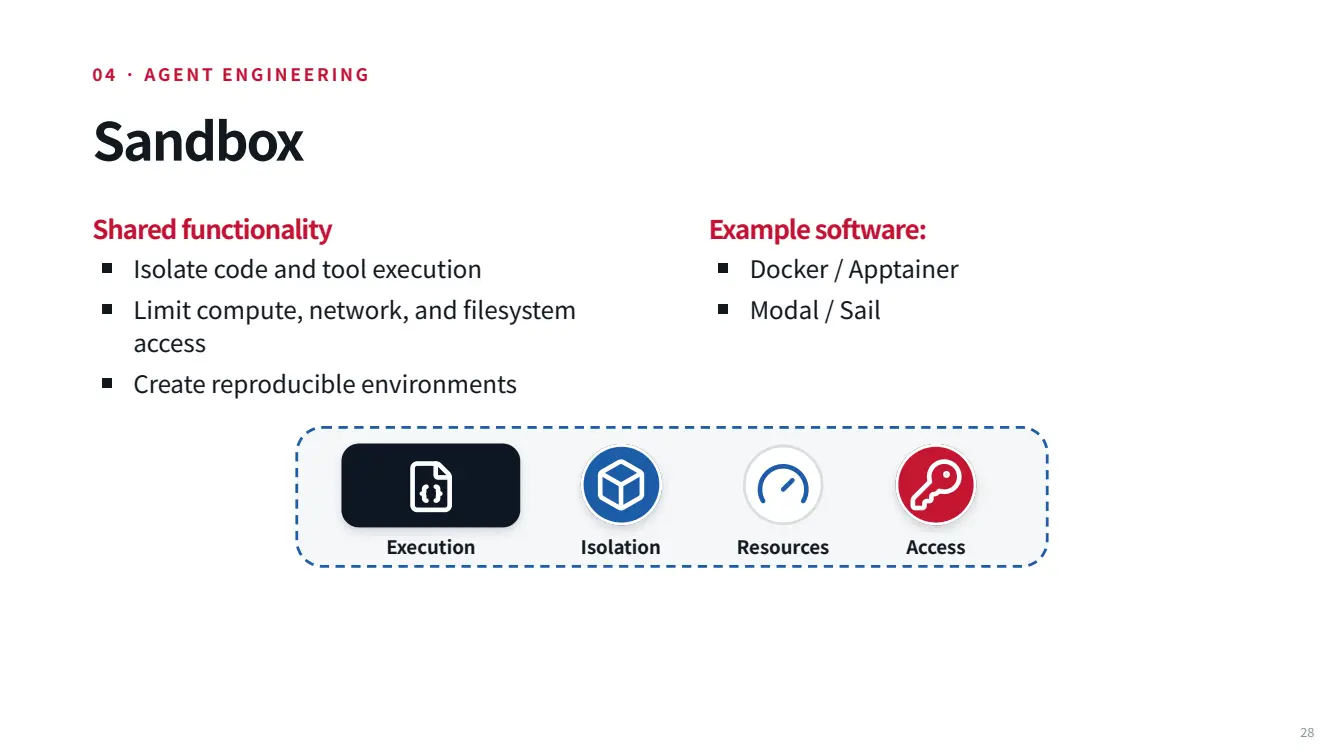 04 · AGENT ENGINEERING
Sandbox
Shared functionality
Isolate code and tool execution
Limit compute, network, and filesystem
access
Create reproducible environments
Example software:
Docker / Apptainer
Modal / Sail
Execution
Isolation
Resources
Access
28